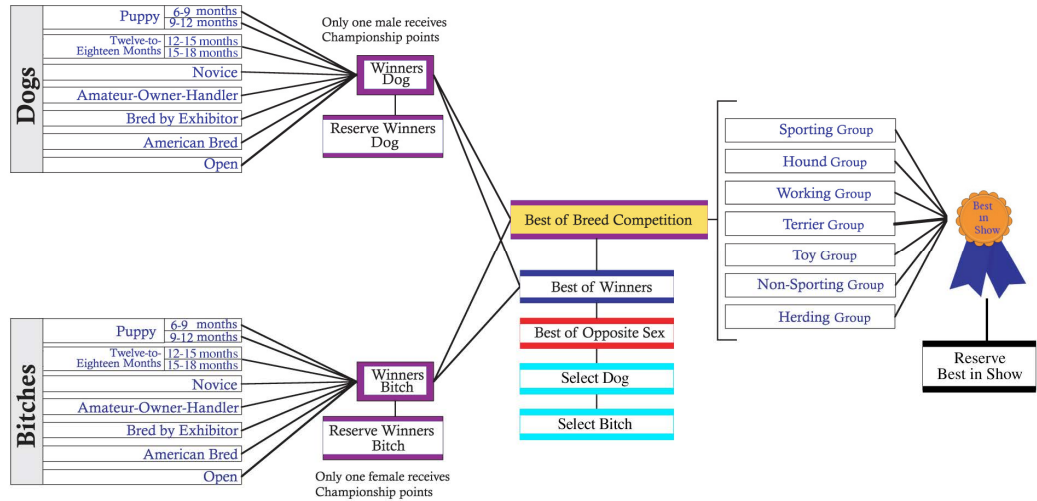 Dogs
Puppy
6-9 months
9-12 months
Twelve-to-
Eighteen Months
12-15 months
15-18 months
Novice
Amateur-Owner-Handler
Bred by Exhibitor
American Bred
Open
Only one male receives
Championship points
Winners
Dog
Reserve Winners
Dog
Bitches
Puppy
6-9 months
9-12 months
Twelve-to-
Eighteen Months
12-15 months
15-18 months
Novice
Amateur-Owner-Handler
Bred by Exhibitor
American Bred
Open
Winners
Bitch
Reserve Winners
Bitch
Only one female receives
Championship points
Best of Breed Competition
Best of Winners
Best of Opposite Sex
Select Dog
Select Bitch
Sporting Group
Hound Group
Working Group
Terrier Group
Toy Group
Non-Sporting Group
Herding Group
Best
in
Show
Reserve
Best in Show